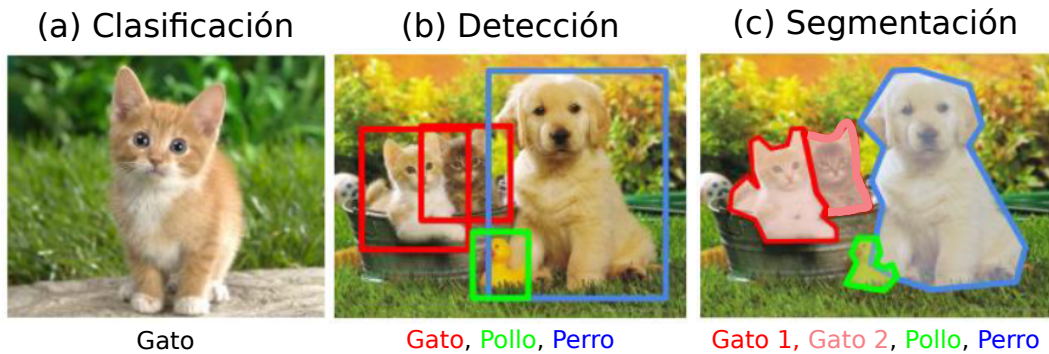 (a) Clasificación
(b) Detección
(c) Segmentación
Gato
Gato, Pollo, Perro
Gato 1, Gato 2, Pollo, Perro